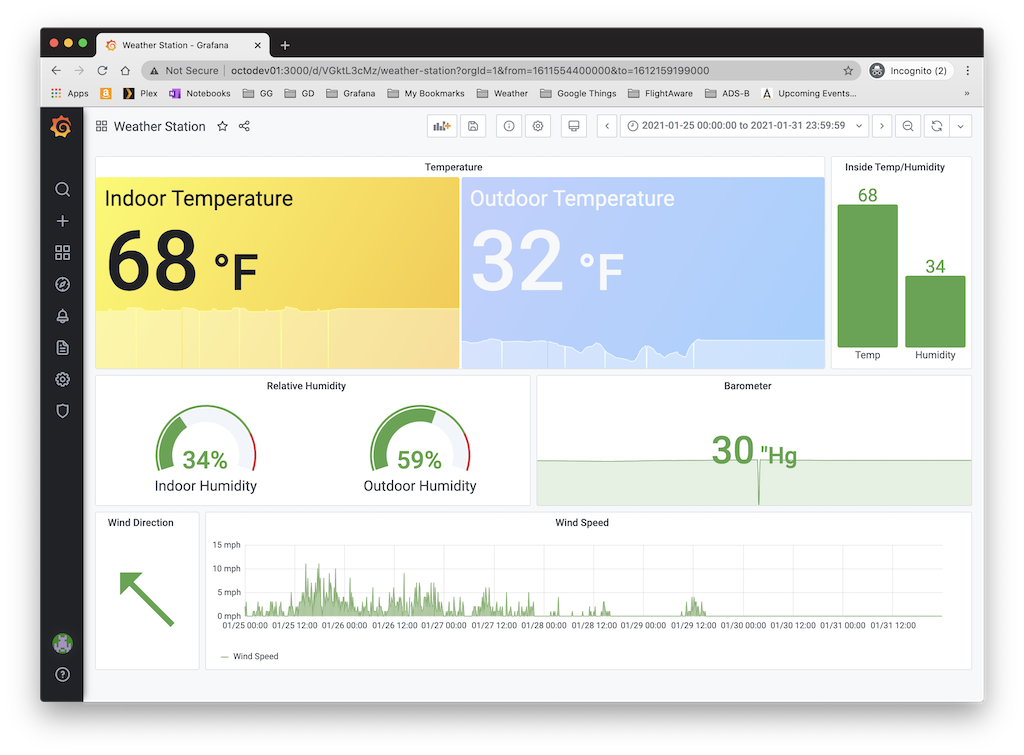 Weather Station - Grafana
Not Secure octodev01:3000/d/VGktL3cMz/weather-station?orgId=1&from=1611554400000&to=1612159199000 Incognito (2)
Apps Plex Notebooks GG GD Grafana My Bookmarks Weather Google Things FlightAware ADS-B Upcoming Events... »
Weather Station 2021-01-25 00:00:00 to 2021-01-31 23:59:59
Temperature
Indoor Temperature
68 °F
Outdoor Temperature
32 °F
Inside Temp/Humidity
68
34
Temp Humidity
Relative Humidity
34% 59%
Indoor Humidity Outdoor Humidity
Barometer
30 "Hg
Wind Direction
Wind Speed
15 mph
10 mph
5 mph
0 mph
01/25 00:00 01/25 12:00 01/26 00:00 01/26 12:00 01/27 00:00 01/27 12:00 01/28 00:00 01/28 12:00 01/29 00:00 01/29 12:00 01/30 00:00 01/30 12:00 01/31 00:00 01/31 12:00
Wind Speed